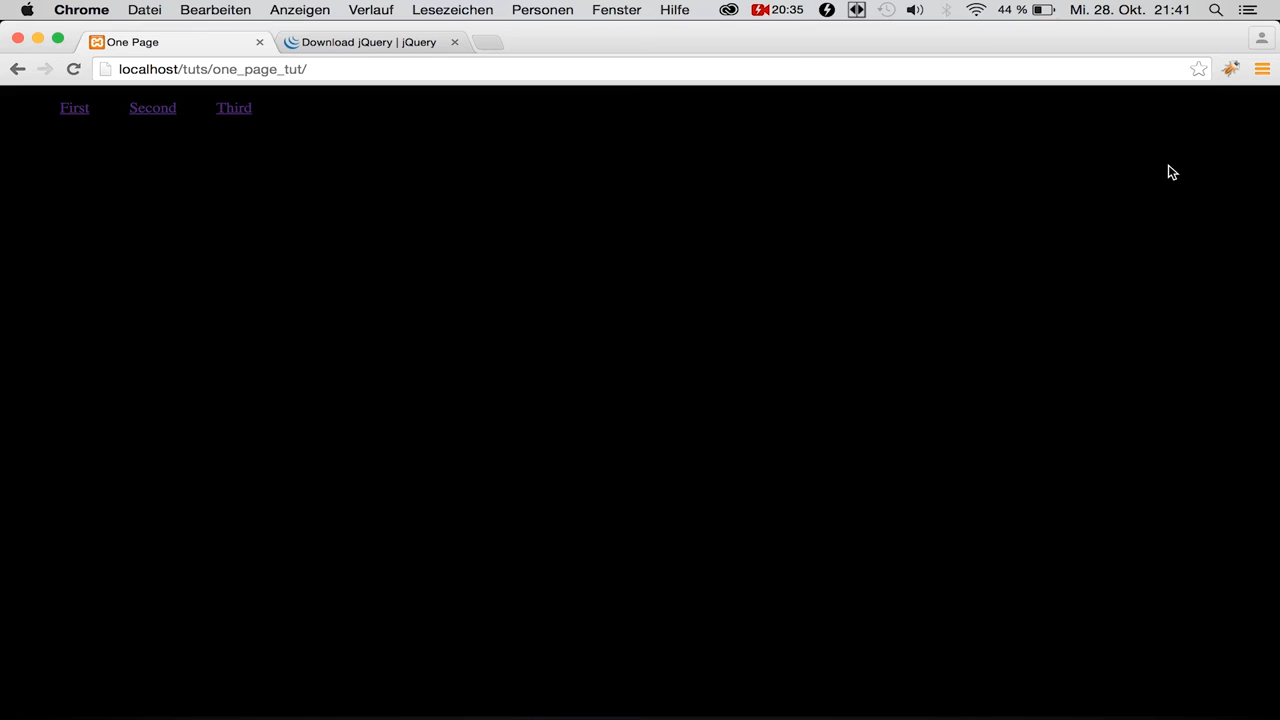 Chrome Datei Bearbeiten Anzeigen Verlauf Lesezeichen Personen Fenster Hilfe 20:35 44 % Mi. 28. Okt. 21:41
One Page Download jQuery | jQuery
localhost/tuts/one_page_tut/
First Second Third